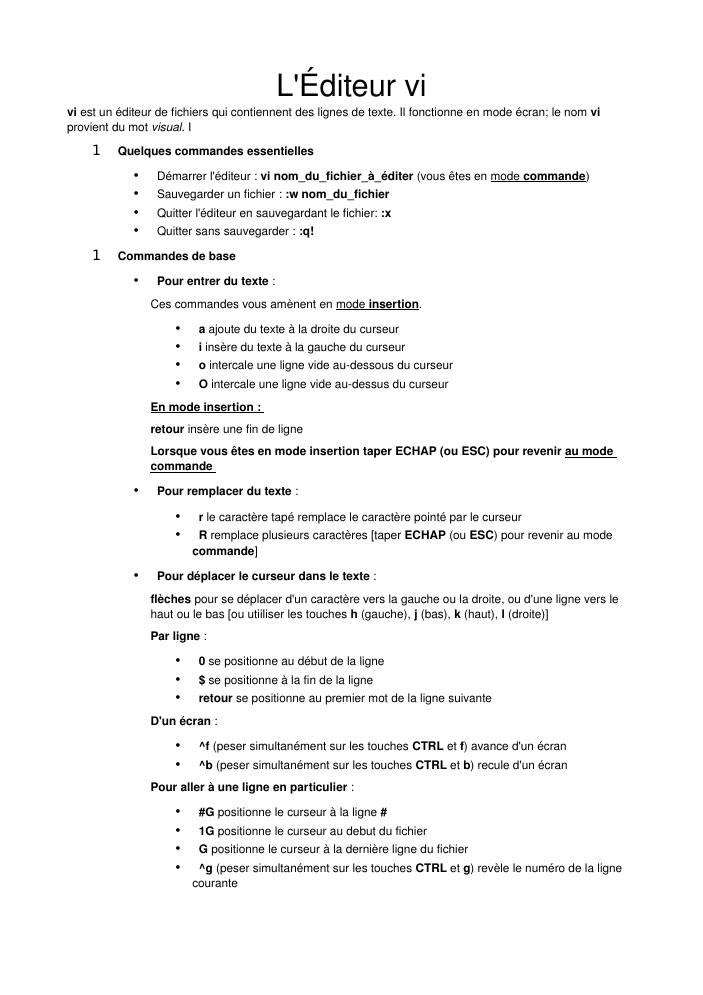 L'Éditeur vi
vi est un éditeur de fichiers qui contiennent des lignes de texte. Il fonctionne en mode écran; le nom vi
provient du mot visual. I
1 Quelques commandes essentielles
• Démarrer l'éditeur : vi nom_du_fichier_à_éditer (vous êtes en mode commande)
• Sauvegarder un fichier : :w nom_du_fichier
• Quitter l'éditeur en sauvegardant le fichier: :x
• Quitter sans sauvegarder : :q!
1 Commandes de base
• Pour entrer du texte :
Ces commandes vous amènent en mode insertion.
• a ajoute du texte à la droite du curseur
• i insère du texte à la gauche du curseur
• o intercale une ligne vide au-dessous du curseur
• O intercale une ligne vide au-dessus du curseur
En mode insertion :
retour insère une fin de ligne
Lorsque vous êtes en mode insertion taper ECHAP (ou ESC) pour revenir au mode
commande
• Pour remplacer du texte :
• r le caractère tapé remplace le caractère pointé par le curseur
• R remplace plusieurs caractères [taper ECHAP (ou ESC) pour revenir au mode
commande]
• Pour déplacer le curseur dans le texte :
flèches pour se déplacer d'un caractère vers la gauche ou la droite, ou d'une ligne vers le
haut ou le bas [ou utiiliser les touches h (gauche), j (bas), k (haut), l (droite)]
Par ligne :
• 0 se positionne au début de la ligne
• $ se positionne à la fin de la ligne
• retour se positionne au premier mot de la ligne suivante
D'un écran :
• ^f (peser simultanément sur les touches CTRL et f) avance d'un écran
• ^b (peser simultanément sur les touches CTRL et b) recule d'un écran
Pour aller à une ligne en particulier :
• #G positionne le curseur à la ligne #
• 1G positionne le curseur au debut du fichier
• G positionne le curseur à la dernière ligne du fichier
• ^g (peser simultanément sur les touches CTRL et g) revèle le numéro de la ligne
courante